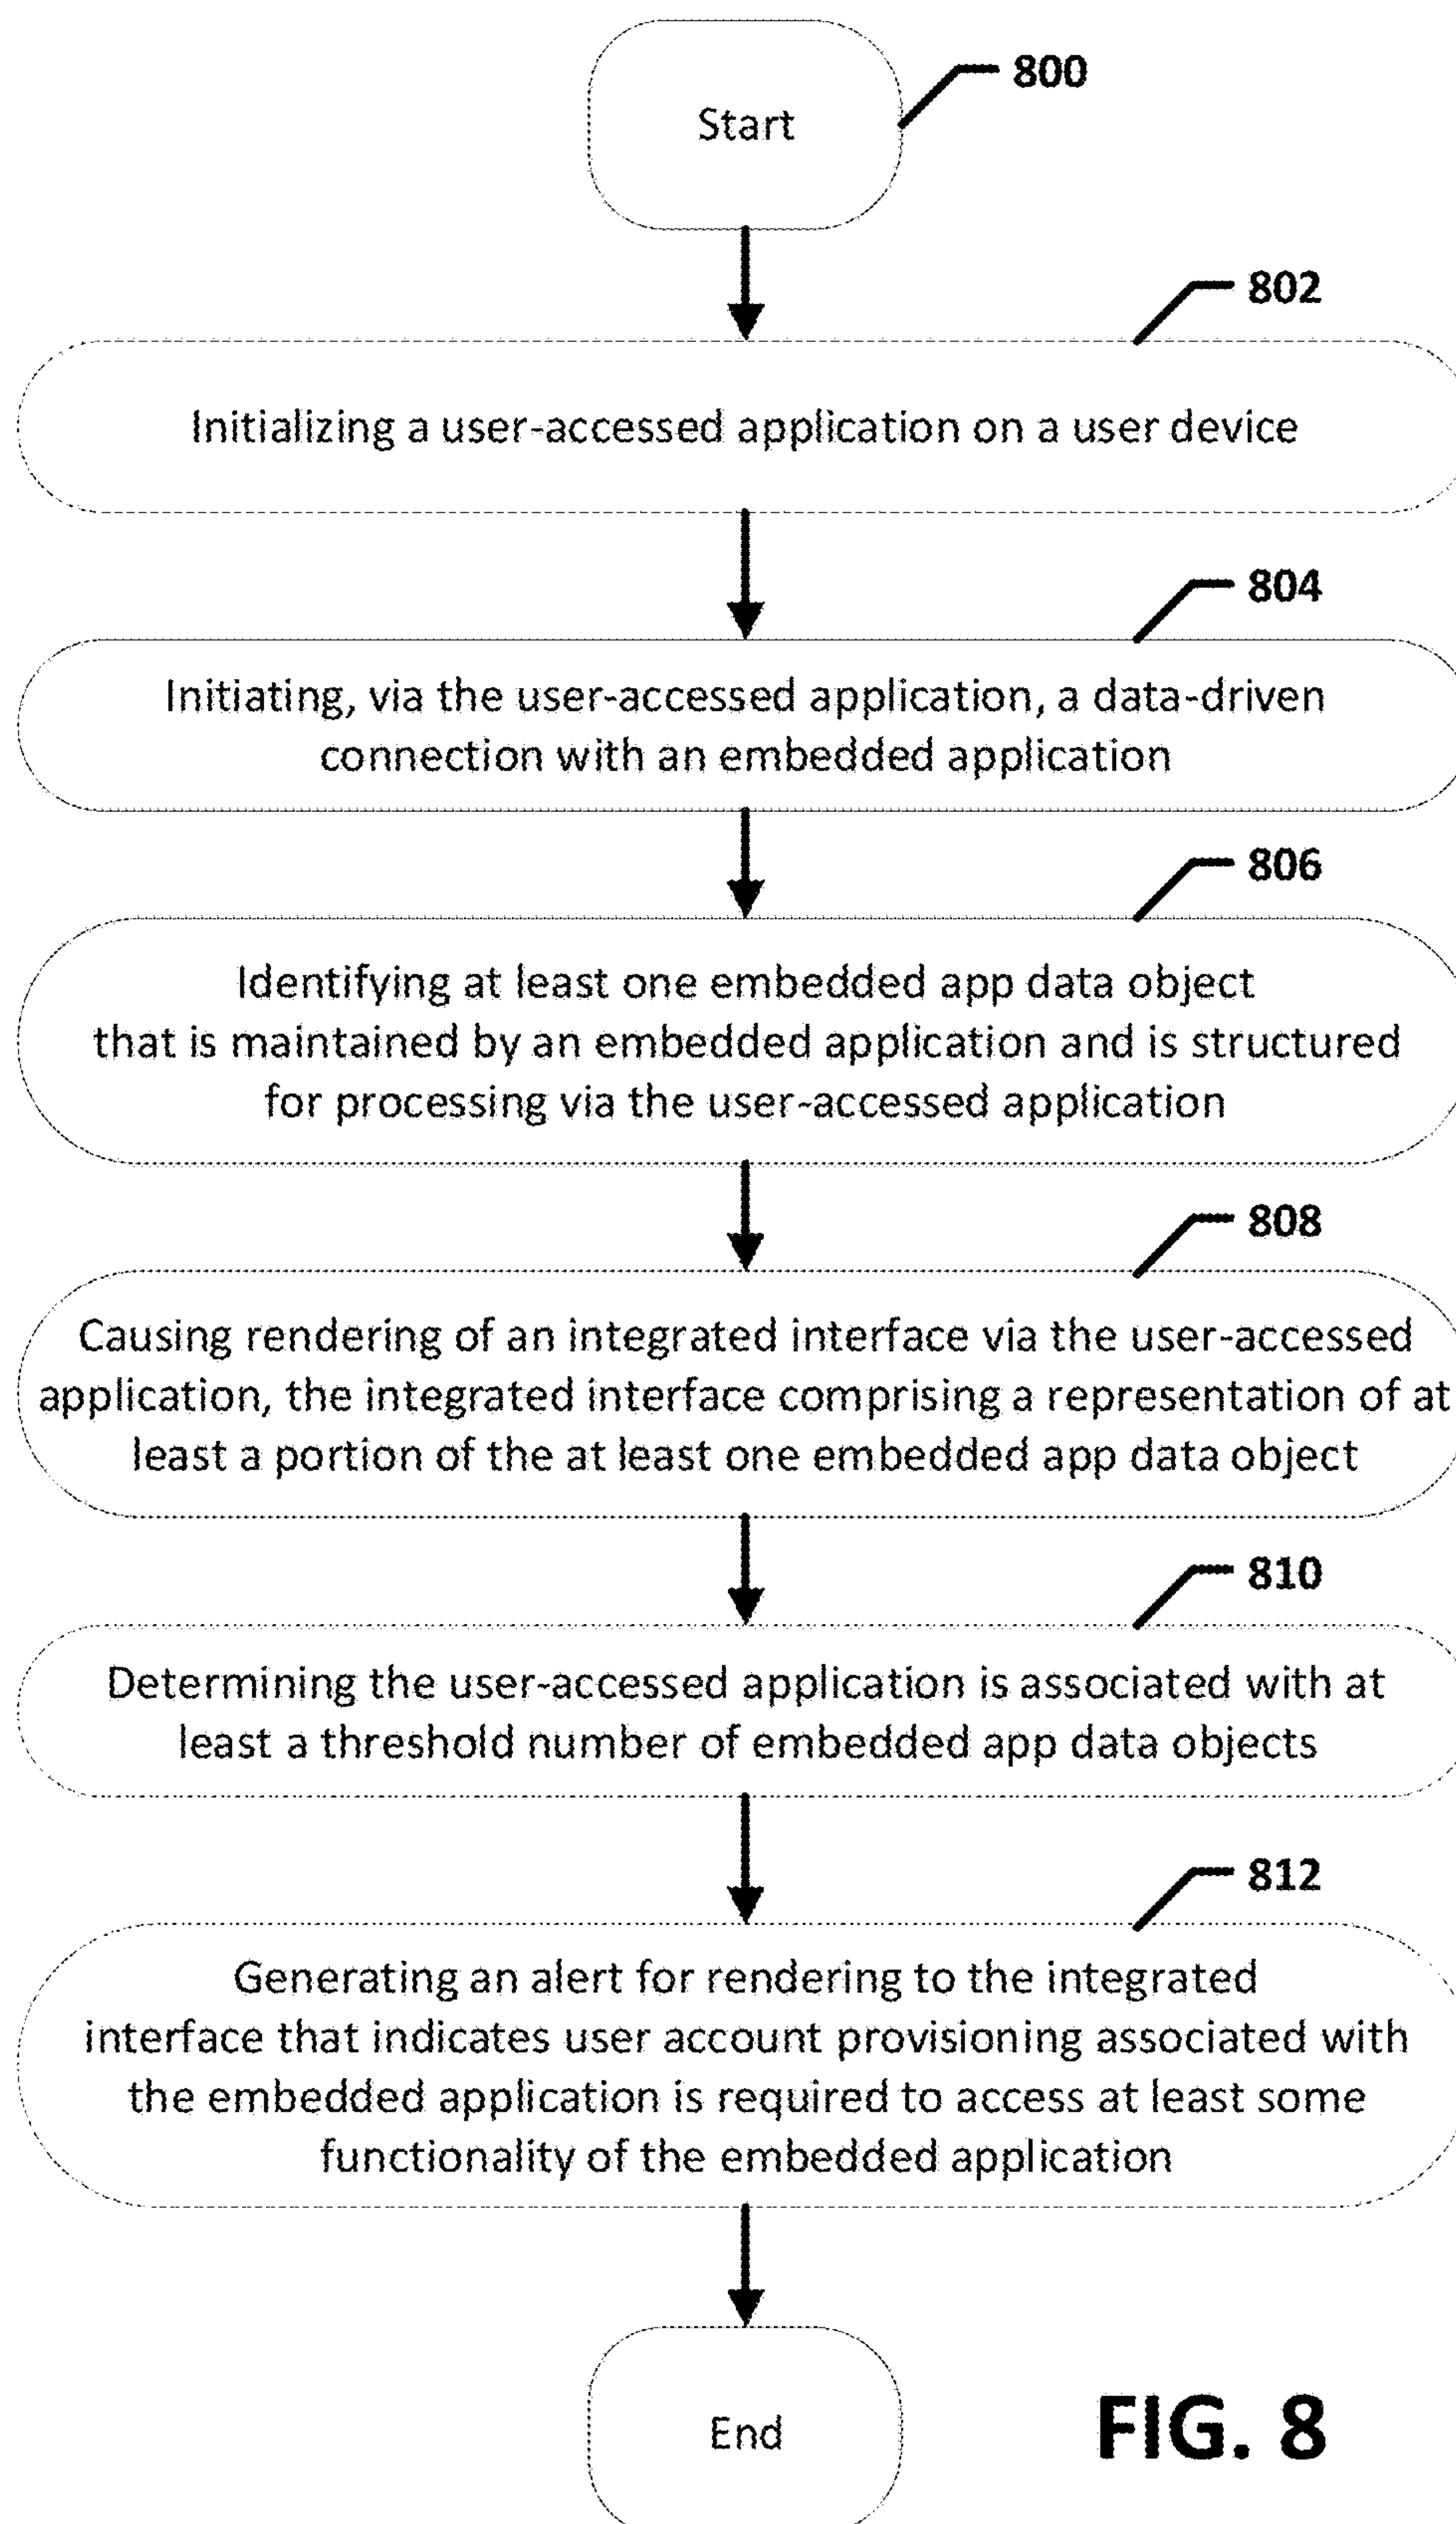 Start
800
802
Initializing a user-accessed application on a user device
804
Initiating, via the user-accessed application, a data-driven
connection with an embedded application
806
Identifying at least one embedded app data object
that is maintained by an embedded application and is structured
for processing via the user-accessed application
808
Causing rendering of an integrated interface via the user-accessed
application, the integrated interface comprising a representation of at
least a portion of the at least one embedded app data object
810
Determining the user-accessed application is associated with at
least a threshold number of embedded app data objects
812
Generating an alert for rendering to the integrated
interface that indicates user account provisioning associated with
the embedded application is required to access at least some
functionality of the embedded application
End
FIG. 8